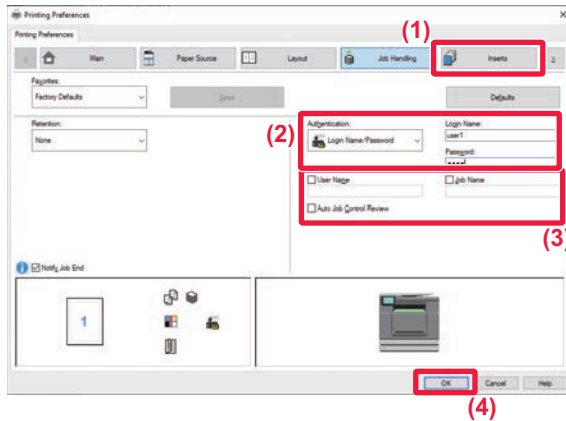 Printing Preferences
Printing Preferences
(1)
Main Paper Source Layout Job Handling Inserts 2
Favorites:
Factory Defaults Save Defaults
Retention: Authentication: Login Name:
None (2) Login Name/Password user1
Password:
User Name Job Name
Auto Job Control Review
(3)
Notify Job End
1
OK Cancel Help
(4)